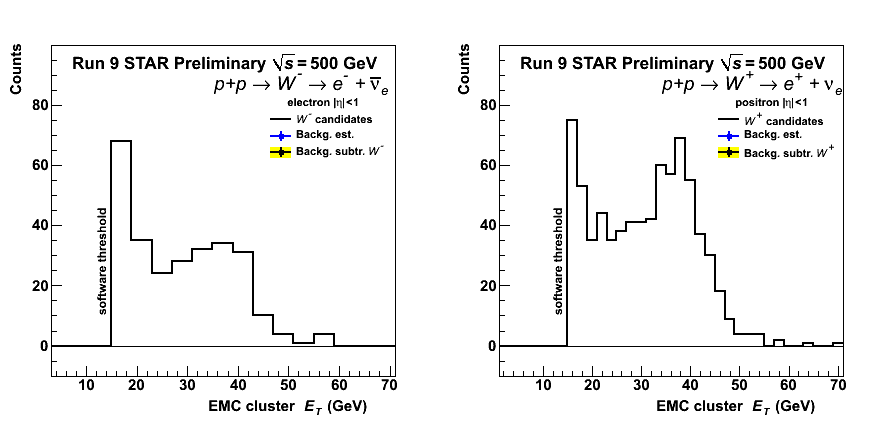 Run 9 STAR Preliminary √s = 500 GeV
p+p → W⁻ → e⁻ + ν̄ₑ
electron |η|<1
W⁻ candidates
Backg. est.
Backg. subtr. W⁻
Counts
80
60
40
20
0
software threshold
10 20 30 40 50 60 70
EMC cluster E_T (GeV)
Run 9 STAR Preliminary √s = 500 GeV
p+p → W⁺ → e⁺ + νₑ
positron |η|<1
W⁺ candidates
Backg. est.
Backg. subtr. W⁺
Counts
80
60
40
20
0
software threshold
10 20 30 40 50 60 70
EMC cluster E_T (GeV)